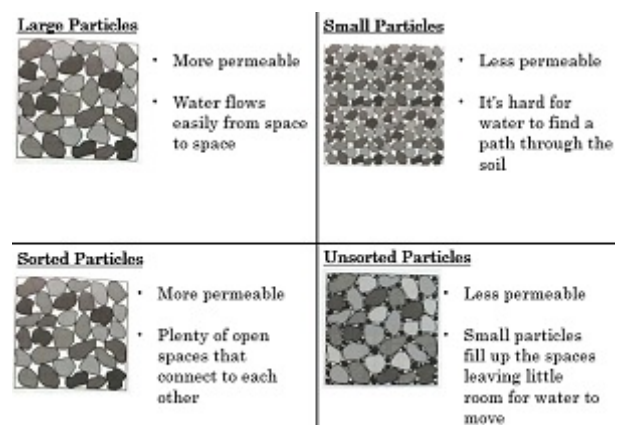 Large Particles
• More permeable
• Water flows
easily from space
to space
Small Particles
• Less permeable
• It's hard for
water to find a
path through the
soil
Sorted Particles
• More permeable
• Plenty of open
spaces that
connect to each
other
Unsorted Particles
• Less permeable
• Small particles
fill up the spaces
leaving little
room for water to
move